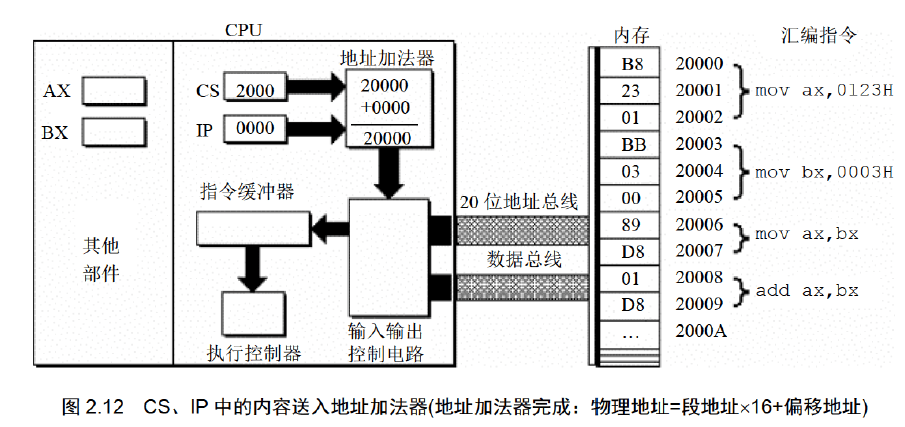 CPU
内存
汇编指令
地址加法器
AX
BX
CS
2000
IP
0000
20000
+0000
20000
指令缓冲器
其他
部件
执行控制器
输入输出
控制电路
20 位地址总线
数据总线
B8 20000
23 20001 mov ax,0123H
01 20002
BB 20003
03 20004 mov bx,0003H
00 20005
89 20006
mov ax,bx
D8 20007
01 20008
add ax,bx
D8 20009
… 2000A
图 2.12 CS、IP 中的内容送入地址加法器(地址加法器完成：物理地址=段地址×16+偏移地址)